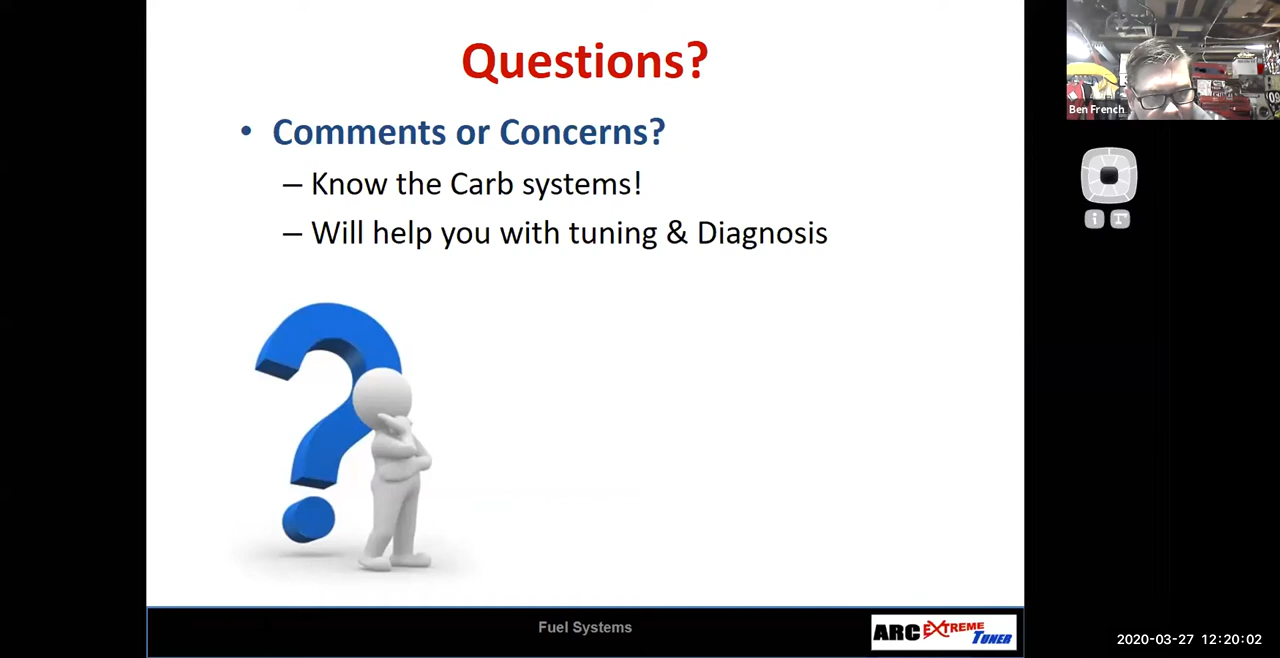 Questions?
• Comments or Concerns?
– Know the Carb systems!
– Will help you with tuning & Diagnosis
Fuel Systems
ARC EXTREME TUNER
Ben French
2020-03-27 12:20:02